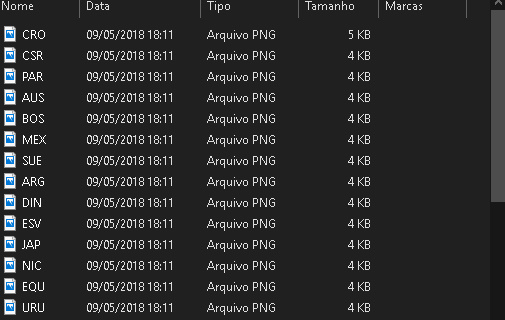 Nome Data Tipo Tamanho Marcas
CRO 09/05/2018 18:11 Arquivo PNG 5 KB
CSR 09/05/2018 18:11 Arquivo PNG 4 KB
PAR 09/05/2018 18:11 Arquivo PNG 4 KB
AUS 09/05/2018 18:11 Arquivo PNG 4 KB
BOS 09/05/2018 18:11 Arquivo PNG 4 KB
MEX 09/05/2018 18:11 Arquivo PNG 4 KB
SUE 09/05/2018 18:11 Arquivo PNG 4 KB
ARG 09/05/2018 18:11 Arquivo PNG 4 KB
DIN 09/05/2018 18:11 Arquivo PNG 4 KB
ESV 09/05/2018 18:11 Arquivo PNG 4 KB
JAP 09/05/2018 18:11 Arquivo PNG 4 KB
NIC 09/05/2018 18:11 Arquivo PNG 4 KB
EQU 09/05/2018 18:11 Arquivo PNG 4 KB
URU 09/05/2018 18:11 Arquivo PNG 4 KB